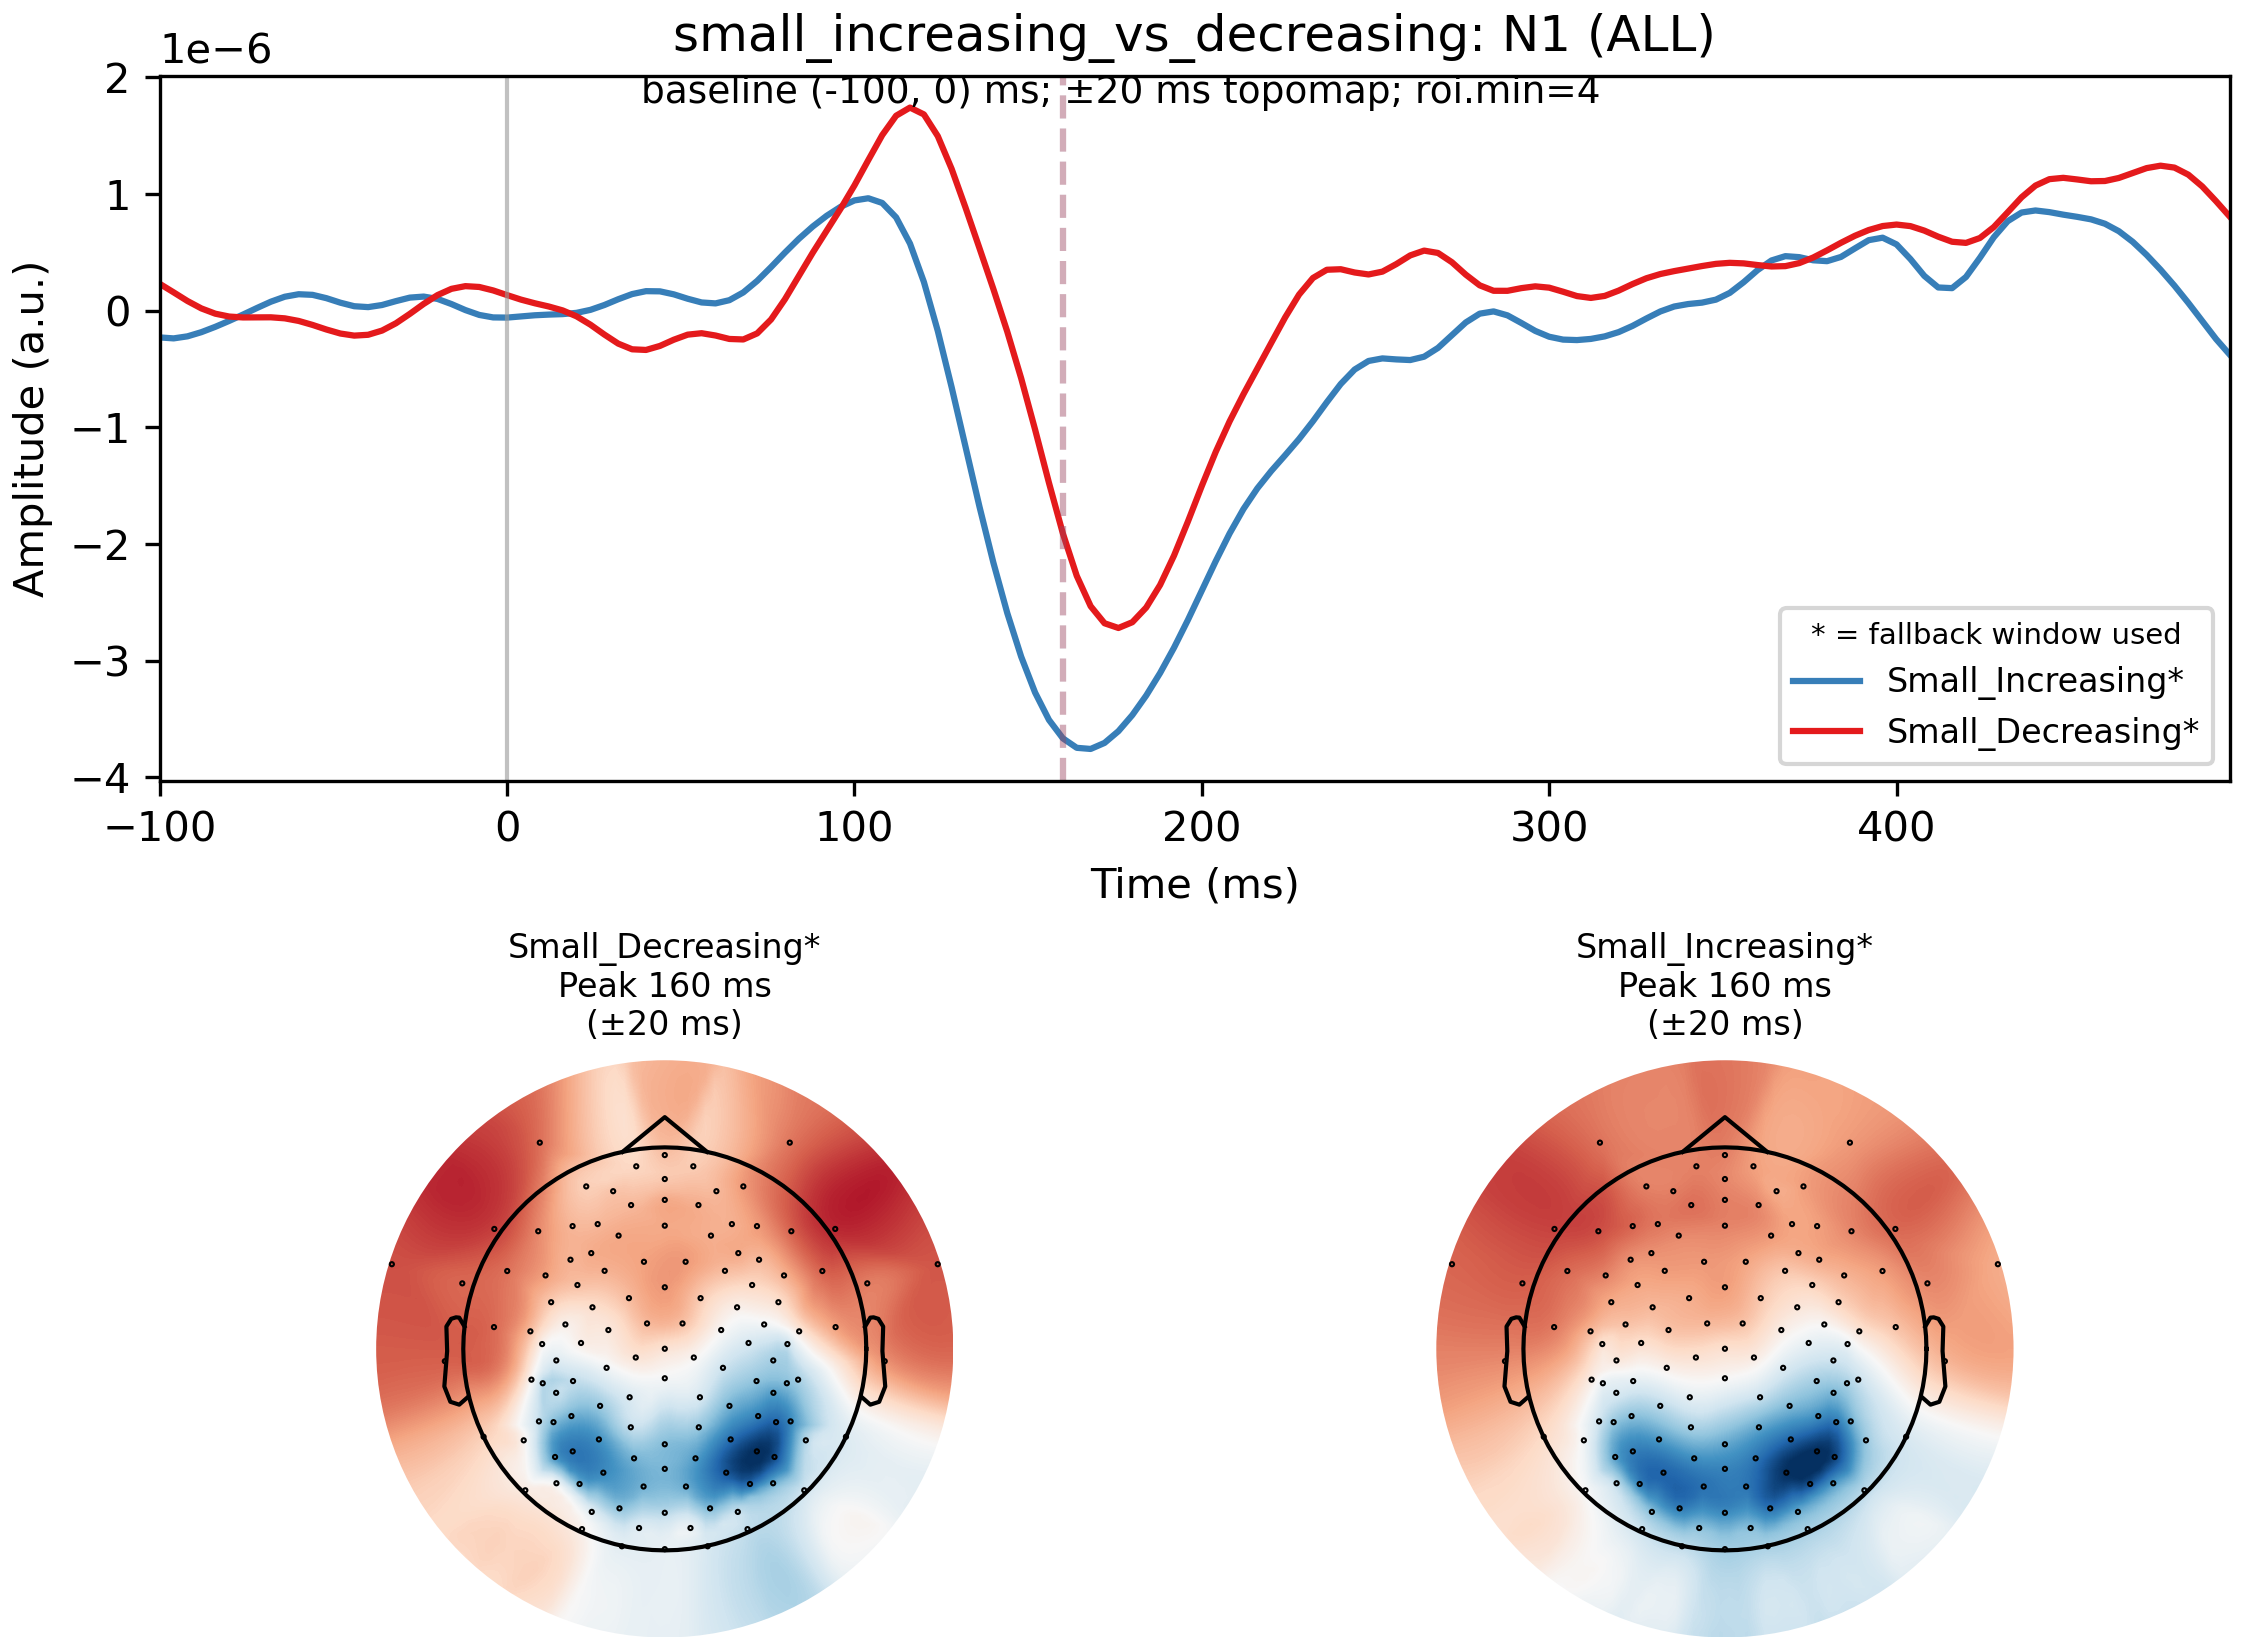 small_increasing_vs_decreasing: N1 (ALL)
1e−6
baseline (-100, 0) ms; ±20 ms topomap; roi.min=4
2
1
0
−1
−2
−3
−4
Amplitude (a.u.)
* = fallback window used
Small_Increasing*
Small_Decreasing*
−100
0
100
200
300
400
Time (ms)
Small_Decreasing*
Peak 160 ms
(±20 ms)
Small_Increasing*
Peak 160 ms
(±20 ms)